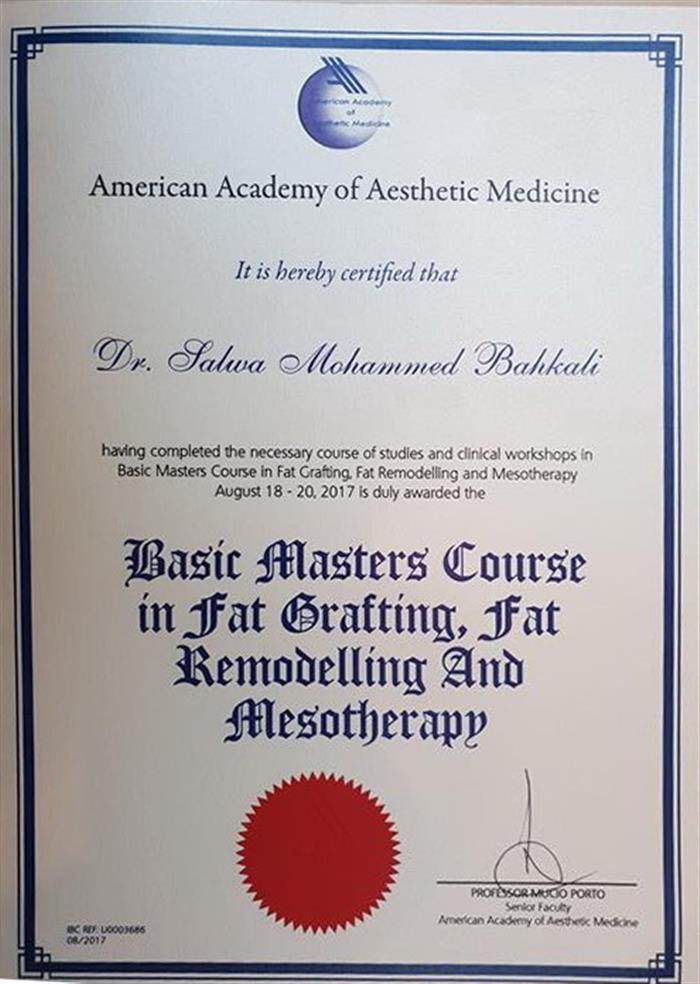 American Academy
of
Aesthetic Medicine
American Academy of Aesthetic Medicine
It is hereby certified that
Dr. Salwa Mohammed Bahkali
having completed the necessary course of studies and clinical workshops in
Basic Masters Course in Fat Grafting, Fat Remodelling and Mesotherapy
August 18 - 20, 2017 is duly awarded the
Basic Masters Course
in Fat Grafting, Fat
Remodelling And
Mesotherapy
PROFESSOR MUCIO PORTO
Senior Faculty
American Academy of Aesthetic Medicine
IBC REF: U0003686
08/2017